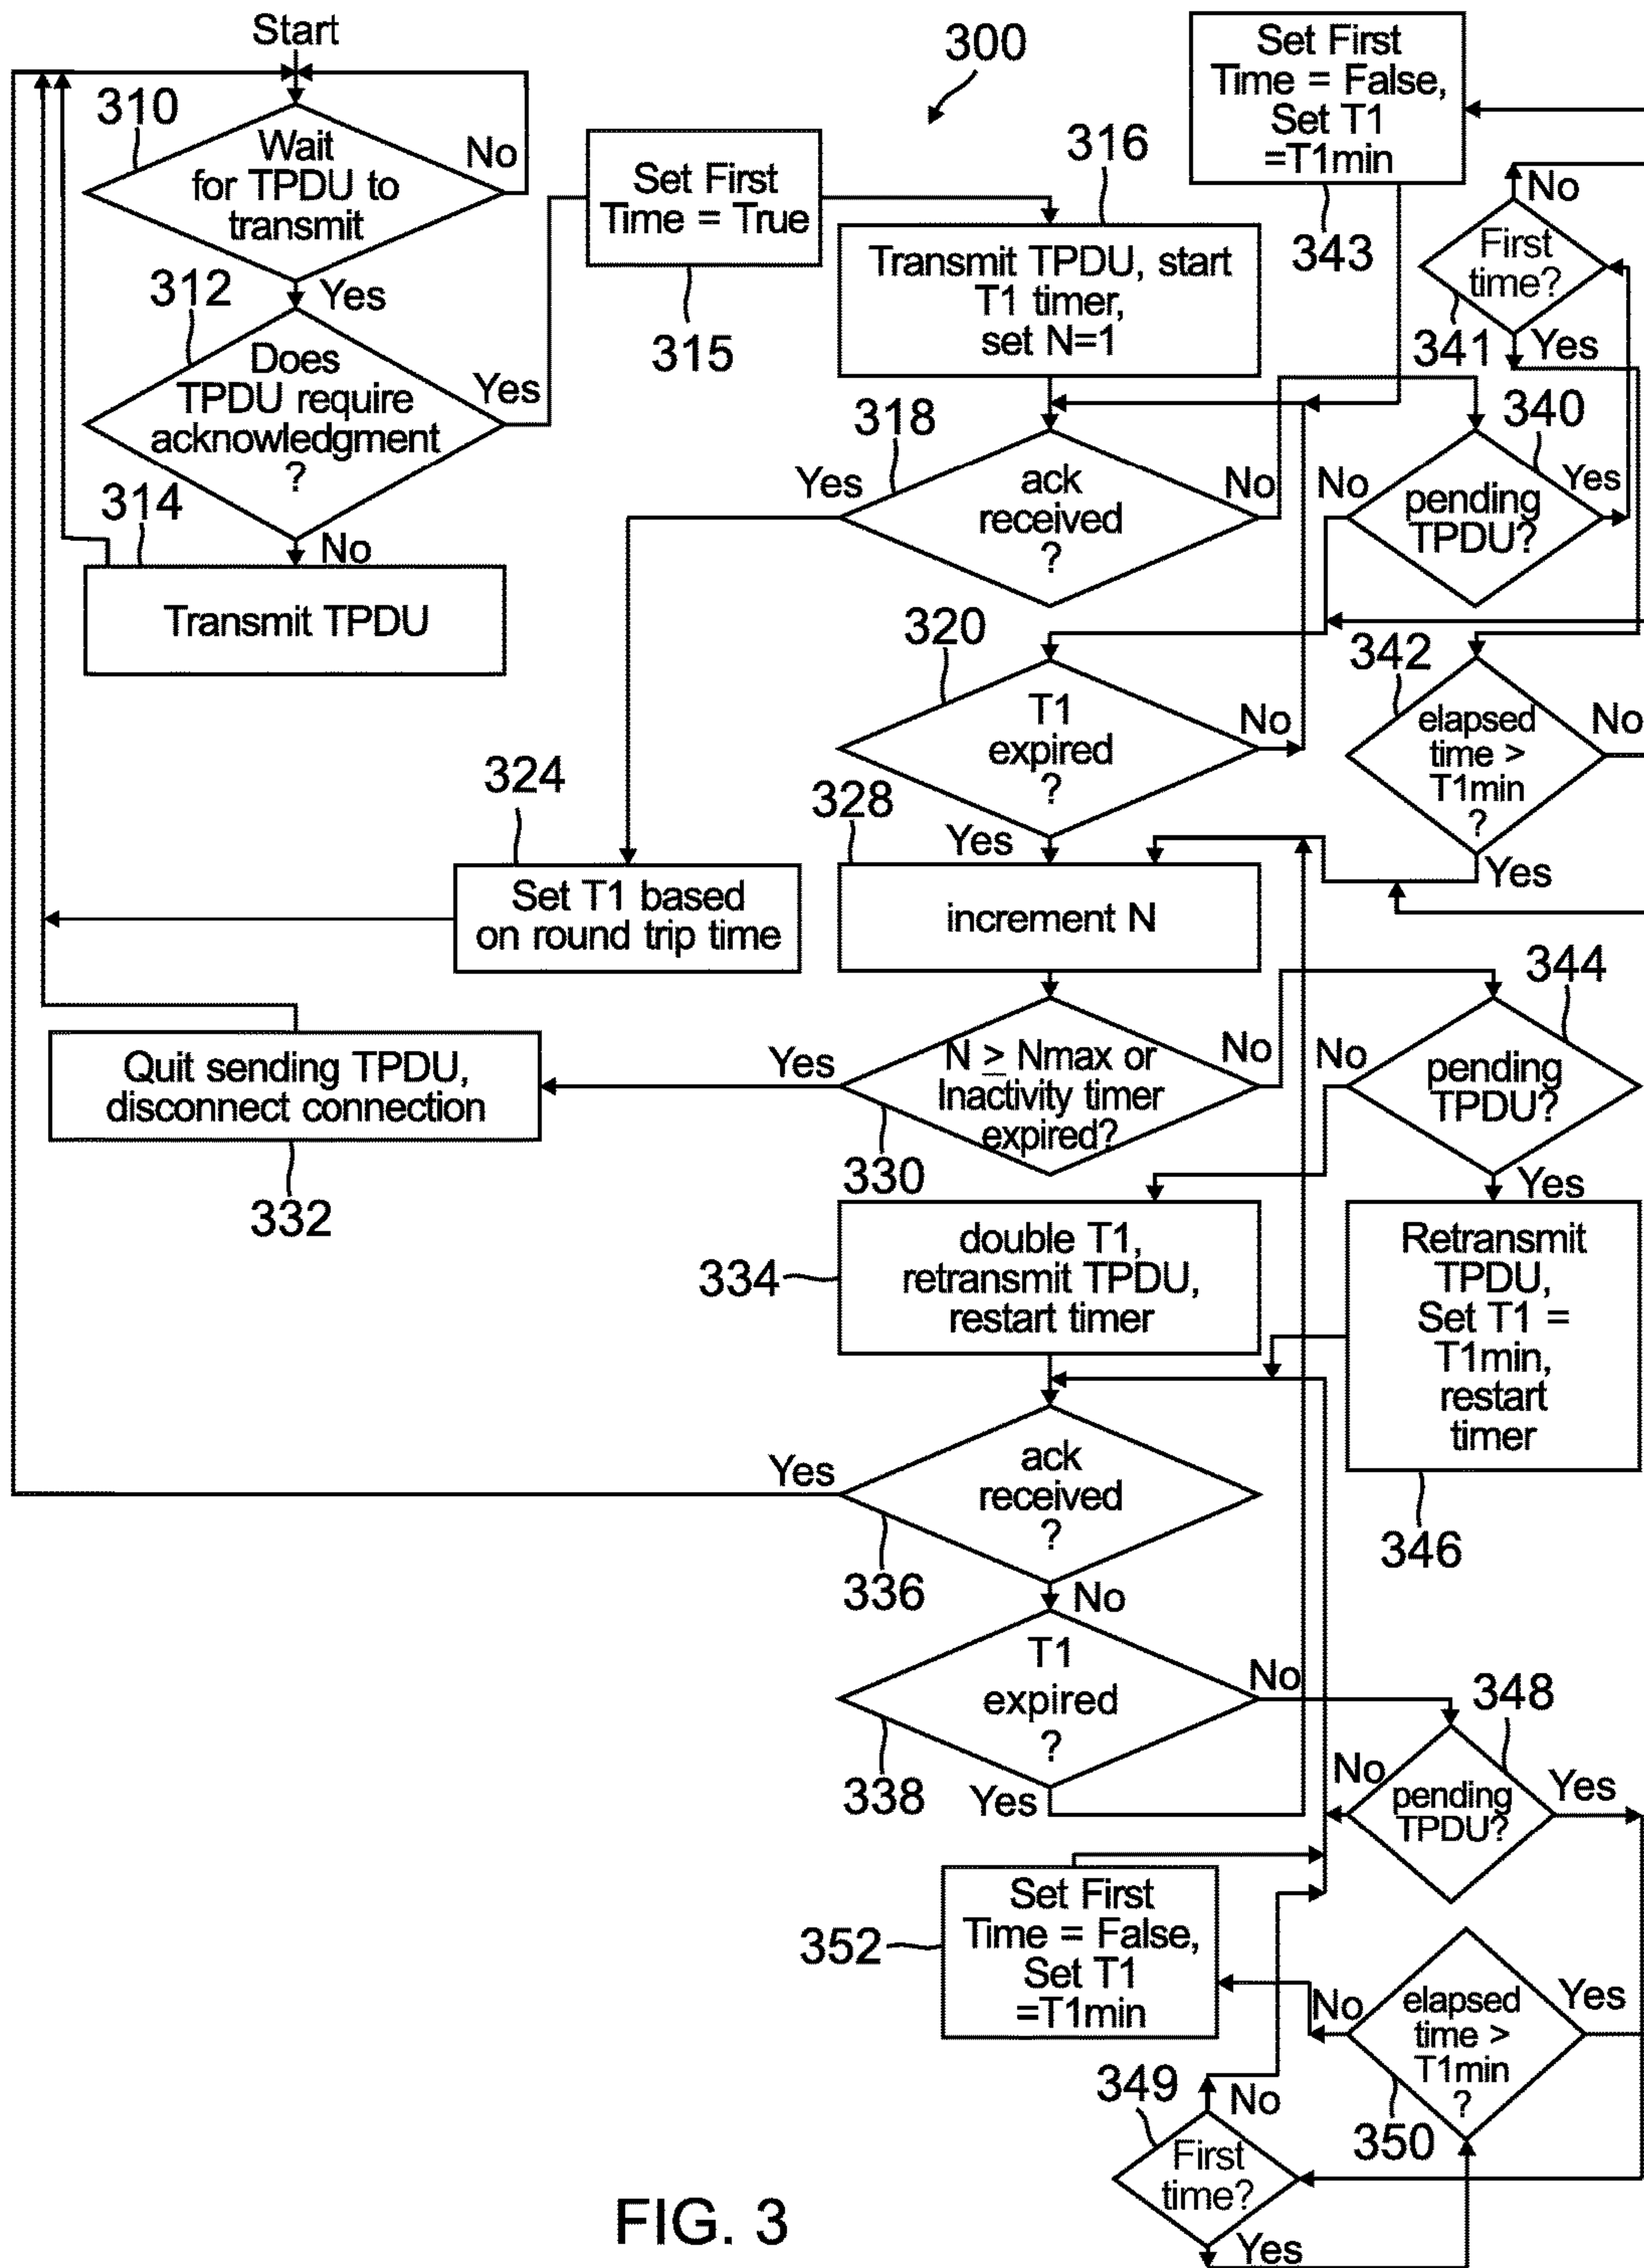 Start
300
310
Wait
for TPDU to
transmit
No
Yes
312
Does
TPDU require
acknowledgment
?
Yes
No
314
Transmit TPDU
Set First
Time = True
315
316
Transmit TPDU, start
T1 timer,
set N=1
Set First
Time = False,
Set T1
=T1min
343
No
First
time?
341
Yes
318
Yes
ack
received
?
No
340
No
pending
TPDU?
Yes
320
T1
expired
?
No
Yes
342
elapsed
time >
T1min
?
No
Yes
324
Set T1 based
on round trip time
328
increment N
Quit sending TPDU,
disconnect connection
332
Yes
N ≥ Nmax or
Inactivity timer
expired?
No
330
344
No
pending
TPDU?
Yes
334
double T1,
retransmit TPDU,
restart timer
Retransmit
TPDU,
Set T1 =
T1min,
restart
timer
346
Yes
ack
received
?
336
No
T1
expired
?
No
338
Yes
348
No
pending
TPDU?
Yes
352
Set First
Time = False,
Set T1
=T1min
No
elapsed
time >
T1min
?
Yes
350
349
No
First
time?
Yes
FIG. 3